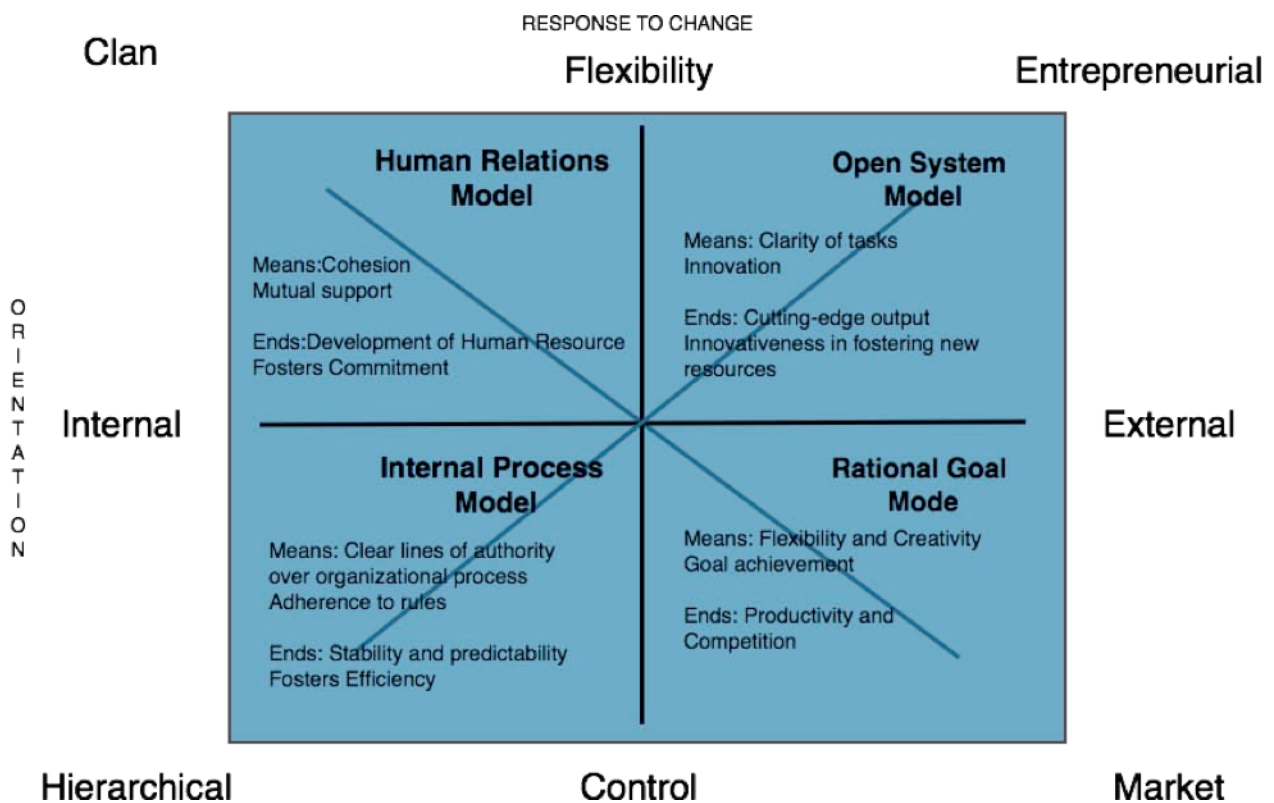 RESPONSE TO CHANGE
Clan
Flexibility
Entrepreneurial
Human Relations
Model
Means:Cohesion
Mutual support
Ends:Development of Human Resource
Fosters Commitment
Open System
Model
Means: Clarity of tasks
Innovation
Ends: Cutting-edge output
Innovativeness in fostering new
resources
ORIENTATION
Internal
External
Internal Process
Model
Means: Clear lines of authority
over organizational process
Adherence to rules
Ends: Stability and predictability
Fosters Efficiency
Rational Goal
Mode
Means: Flexibility and Creativity
Goal achievement
Ends: Productivity and
Competition
Hierarchical
Control
Market